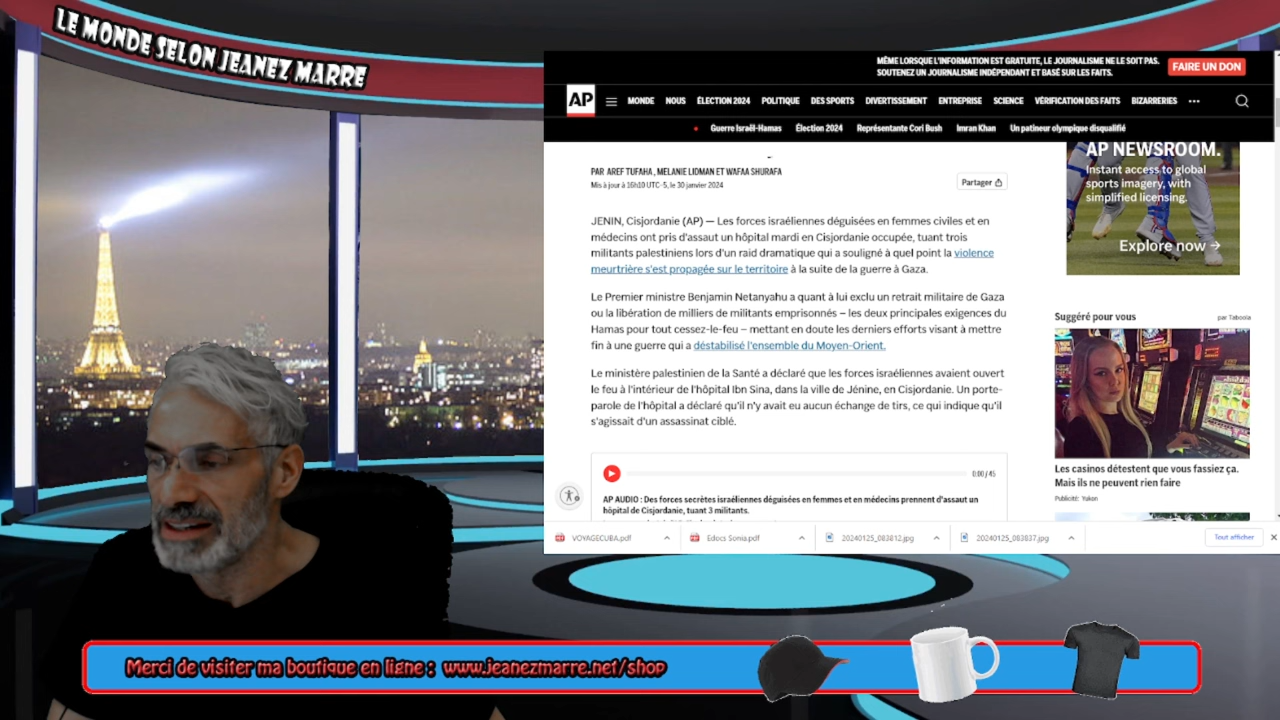 LE MONDE SELON JEANEZ MARRE
MÊME LORSQUE L'INFORMATION EST GRATUITE, LE JOURNALISME NE LE SOIT PAS.
SOUTENEZ UN JOURNALISME INDÉPENDANT ET BASÉ SUR LES FAITS.
FAIRE UN DON
AP
MONDE NOUS ÉLECTION 2024 POLITIQUE DES SPORTS DIVERTISSEMENT ENTREPRISE SCIENCE VÉRIFICATION DES FAITS BIZARRERIES
Guerre Israël-Hamas Élection 2024 Représentante Cori Bush Imran Khan Un patineur olympique disqualifié
PAR AREF TUFAHA, MELANIE LIDMAN ET WAFAA SHURAFA
Mis à jour à 16h10 UTC-5, le 30 janvier 2024
Partager
JENIN, Cisjordanie (AP) — Les forces israéliennes déguisées en femmes civiles et en
médecins ont pris d'assaut un hôpital mardi en Cisjordanie occupée, tuant trois
militants palestiniens lors d'un raid dramatique qui a souligné à quel point la violence
meurtrière s'est propagée sur le territoire à la suite de la guerre à Gaza.
Le Premier ministre Benjamin Netanyahu a quant à lui exclu un retrait militaire de Gaza
ou la libération de milliers de militants emprisonnés – les deux principales exigences du
Hamas pour tout cessez-le-feu – mettant en doute les derniers efforts visant à mettre
fin à une guerre qui a déstabilisé l'ensemble du Moyen-Orient.
Le ministère palestinien de la Santé a déclaré que les forces israéliennes avaient ouvert
le feu à l'intérieur de l'hôpital Ibn Sina, dans la ville de Jénine, en Cisjordanie. Un porte-
parole de l'hôpital a déclaré qu'il n'y avait eu aucun échange de tirs, ce qui indique qu'il
s'agissait d'un assassinat ciblé.
0:00 / 45
AP AUDIO : Des forces secrètes israéliennes déguisées en femmes et en médecins prennent d'assaut un
hôpital de Cisjordanie, tuant 3 militants.
AP NEWSROOM.
Instant access to global
sports imagery, with
simplified licensing.
Explore now →
Suggéré pour vous
par Taboola
Les casinos détestent que vous fassiez ça.
Mais ils ne peuvent rien faire
Publicité: Yukon
VOYAGECUBA.pdf
Edocs Sonia.pdf
20240125_083812.jpg
20240125_083837.jpg
Tout afficher
Merci de visiter ma boutique en ligne : www.jeanezmarre.net/shop